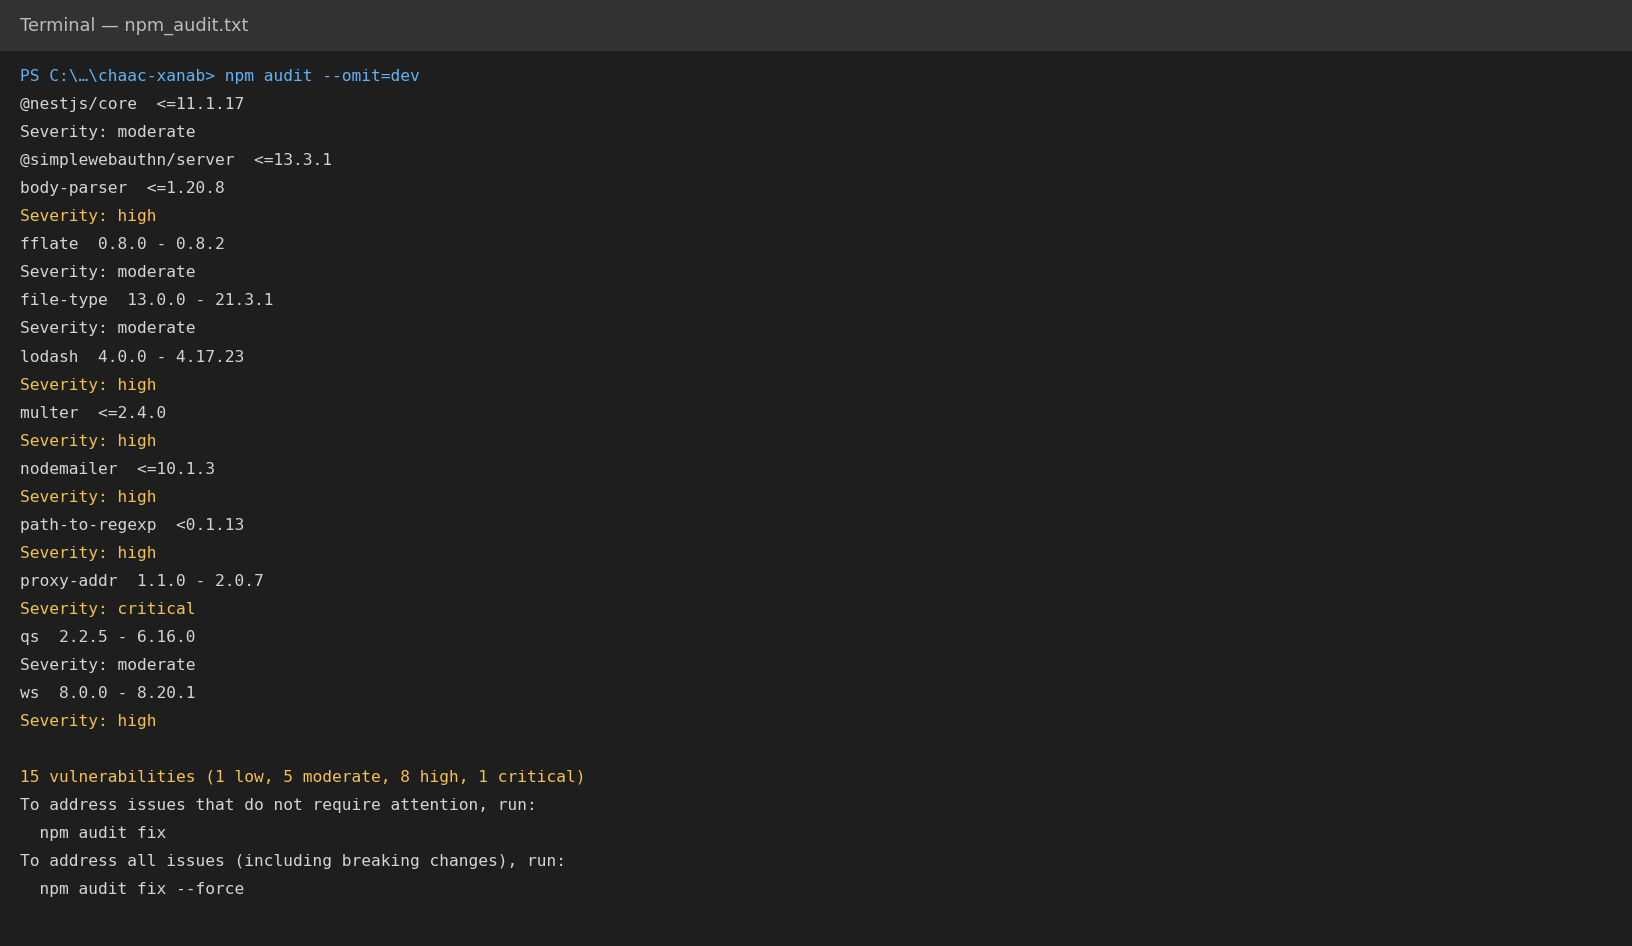 Terminal — npm_audit.txt
PS C:\…\chaac-xanab> npm audit --omit=dev
@nestjs/core  <=11.1.17
Severity: moderate
@simplewebauthn/server  <=13.3.1
body-parser  <=1.20.8
Severity: high
fflate  0.8.0 - 0.8.2
Severity: moderate
file-type  13.0.0 - 21.3.1
Severity: moderate
lodash  4.0.0 - 4.17.23
Severity: high
multer  <=2.4.0
Severity: high
nodemailer  <=10.1.3
Severity: high
path-to-regexp  <0.1.13
Severity: high
proxy-addr  1.1.0 - 2.0.7
Severity: critical
qs  2.2.5 - 6.16.0
Severity: moderate
ws  8.0.0 - 8.20.1
Severity: high
15 vulnerabilities (1 low, 5 moderate, 8 high, 1 critical)
To address issues that do not require attention, run:
  npm audit fix
To address all issues (including breaking changes), run:
  npm audit fix --force